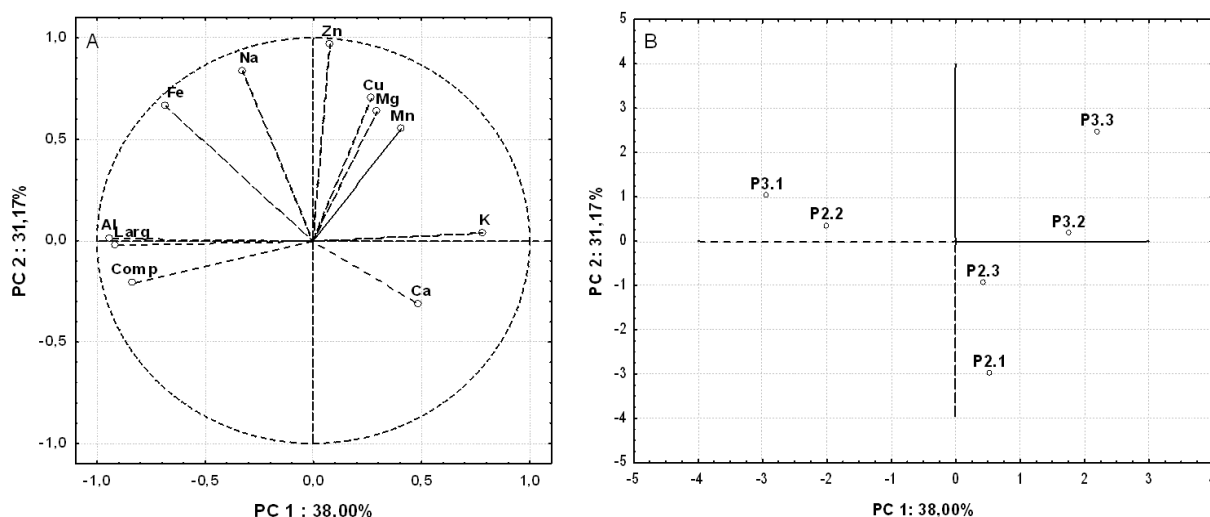 A
Zn
Na
Cu
Fe
Mg
Mn
K
Al
Larg
Comp
Ca
1,0
0,5
0,0
-0,5
-1,0
-1,0
-0,5
0,0
0,5
1,0
PC 2 : 31,17%
PC 1 : 38,00%
B
P3.3
P3.1
P2.2
P3.2
P2.3
P2.1
5
4
3
2
1
0
-1
-2
-3
-4
-5
-5
-4
-3
-2
-1
0
1
2
3
4
PC 2: 31,17%
PC 1: 38,00%